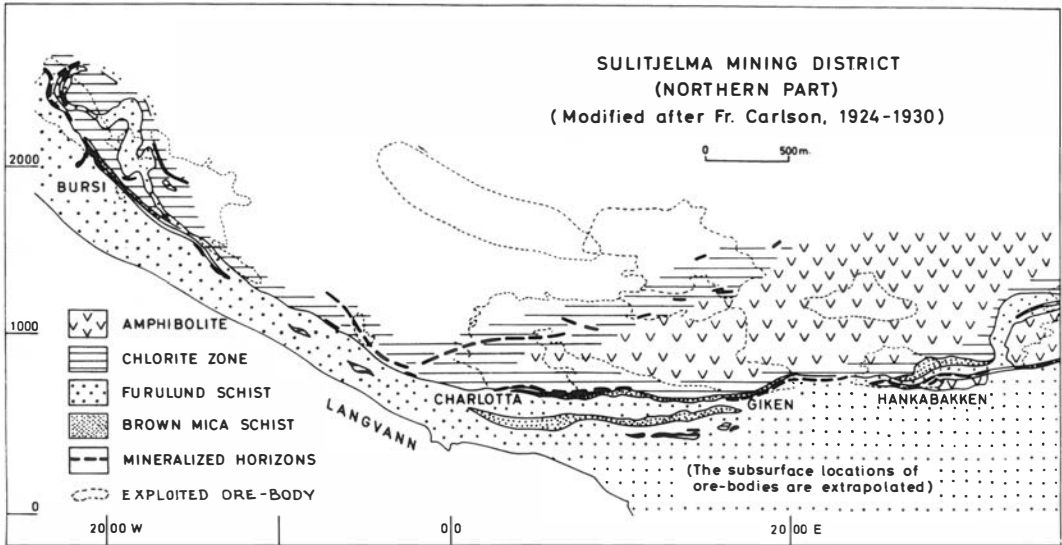 SULITJELMA MINING DISTRICT
(NORTHERN PART)
(Modified after Fr. Carlson, 1924-1930)
0 500 m.
2000
BURSI
1000
AMPHIBOLITE
CHLORITE ZONE
FURULUND SCHIST
BROWN MICA SCHIST
MINERALIZED HORIZONS
EXPLOITED ORE-BODY
LANGVANN
CHARLOTTA
GIKEN
HANKABAKKEN
(The subsurface locations of
ore-bodies are extrapolated)
0
20 00 W
0 0
20 00 E